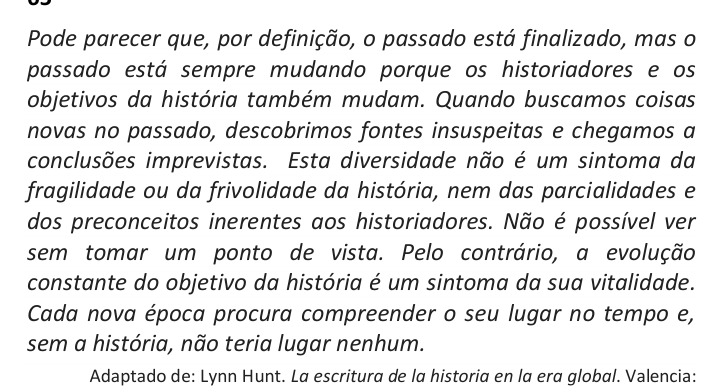 Pode parecer que, por definição, o passado está finalizado, mas o
passado está sempre mudando porque os historiadores e os
objetivos da história também mudam. Quando buscamos coisas
novas no passado, descobrimos fontes insuspeitas e chegamos a
conclusões imprevistas.  Esta diversidade não é um sintoma da
fragilidade ou da frivolidade da história, nem das parcialidades e
dos preconceitos inerentes aos historiadores. Não é possível ver
sem tomar um ponto de vista. Pelo contrário, a evolução
constante do objetivo da história é um sintoma da sua vitalidade.
Cada nova época procura compreender o seu lugar no tempo e,
sem a história, não teria lugar nenhum.
Adaptado de: Lynn Hunt. La escritura de la historia en la era global. Valencia: